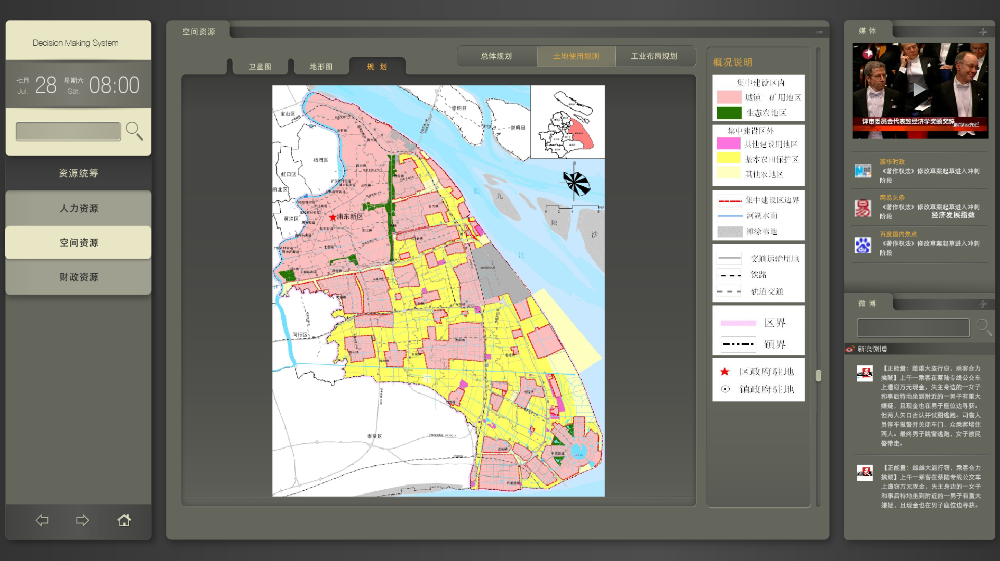 Decision Making System
七月
Jul.
28
星期六
Sat.
08:00
资源统筹
人力资源
空间资源
财政资源
空间资源
卫星图
地形图
规 划
总体规划
土地使用规则
工业布局规划
宝山区
杨浦区
虹口区
闸北区
黄浦区
浦东新区
闵行区
奉贤区
崇明县
崇明县
长
江
九
段
沙
N
0
2
4
8
KM
概况说明
集中建设区内
城镇工矿用地区
生态农地区
集中建设区外
其他建设用地区
基本农田保护区
其他农地区
集中建设区边界
河湖水面
滩涂苇地
交通运输用地
铁路
轨道交通
区界
镇界
区政府驻地
镇政府驻地
媒 体
评审委员会代表致经济学奖颁奖辞
科学的光芒
新华时政
《著作权法》修改草案起草进入冲刺
阶段
网易头条
《著作权法》修改草案起草进入冲刺
阶段
经济发展指数
百度国内焦点
《著作权法》修改草案起草进入冲刺
阶段
微 博
新浪微博
【正能量：雌雄大盗行窃，乘客合力
擒贼】上午一乘客在蔡陆专线公交车
上遭窃万元现金，失主身边的一女子
和事后特地坐到附近的一男子有重大
嫌疑，且现金也在男子座位边寻获。
但两人矢口否认并试图逃跑。司售人
员停车报警并关闭车门，众乘客堵住
两人。最终男子跳窗逃跑，女子被民
警带走。
【正能量：雌雄大盗行窃，乘客合力
擒贼】上午一乘客在蔡陆专线公交车
上遭窃万元现金，失主身边的一女子
和事后特地坐到附近的一男子有重大
嫌疑，且现金也在男子座位边寻获。